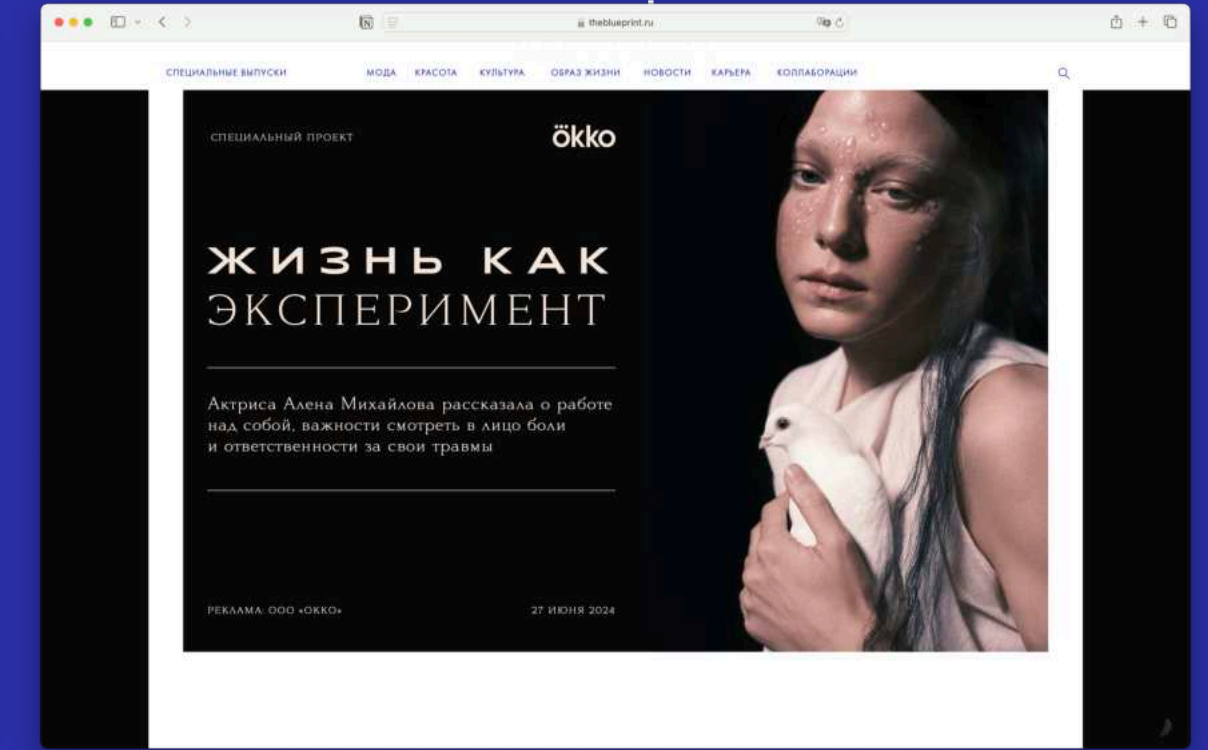 theblueprint.ru
СПЕЦИАЛЬНЫЕ ВЫПУСКИ МОДА КРАСОТА КУЛЬТУРА ОБРАЗ ЖИЗНИ НОВОСТИ КАРЬЕРА КОЛЛАБОРАЦИИ
СПЕЦИАЛЬНЫЙ ПРОЕКТ ökko
ЖИЗНЬ КАК
ЭКСПЕРИМЕНТ
Актриса Алена Михайлова рассказала о работе
над собой, важности смотреть в лицо боли
и ответственности за свои травмы
РЕКЛАМА: ООО «ОККО» 27 ИЮНЯ 2024